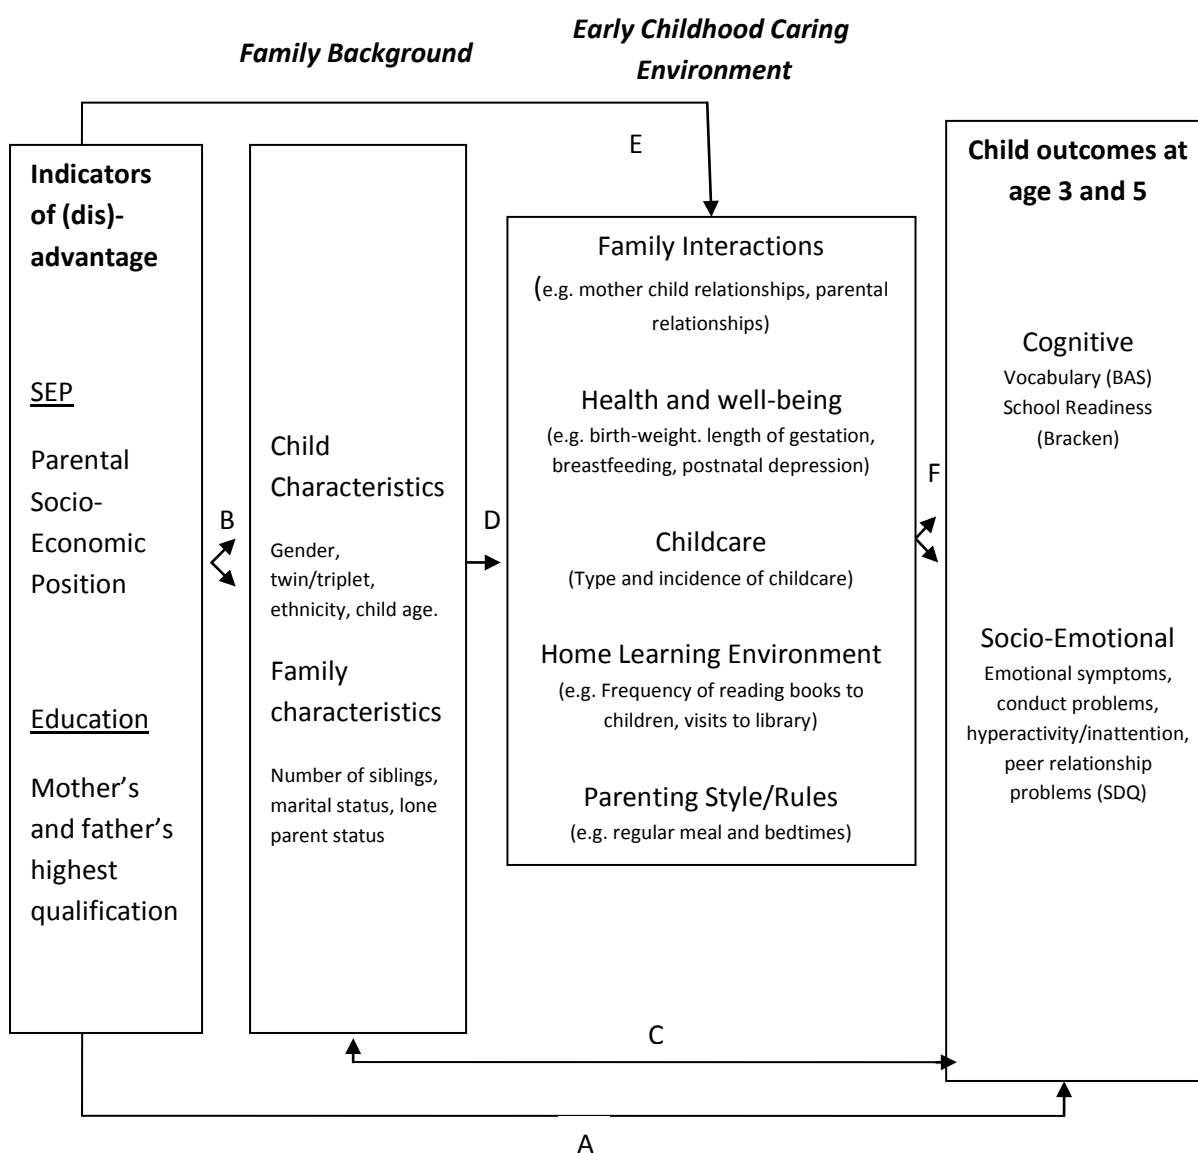 Family Background
Early Childhood Caring
Environment
Indicators
of (dis)-
advantage
SEP
Parental
Socio-
Economic
Position
Education
Mother’s
and father’s
highest
qualification
B
Child
Characteristics
Gender,
twin/triplet,
ethnicity, child age.
Family
characteristics
Number of siblings,
marital status, lone
parent status
D
E
Family Interactions
(e.g. mother child relationships, parental
relationships)
Health and well-being
(e.g. birth-weight. length of gestation,
breastfeeding, postnatal depression)
Childcare
(Type and incidence of childcare)
Home Learning Environment
(e.g. Frequency of reading books to
children, visits to library)
Parenting Style/Rules
(e.g. regular meal and bedtimes)
F
Child outcomes at
age 3 and 5
Cognitive
Vocabulary (BAS)
School Readiness
(Bracken)
Socio-Emotional
Emotional symptoms,
conduct problems,
hyperactivity/inattention,
peer relationship
problems (SDQ)
C
A